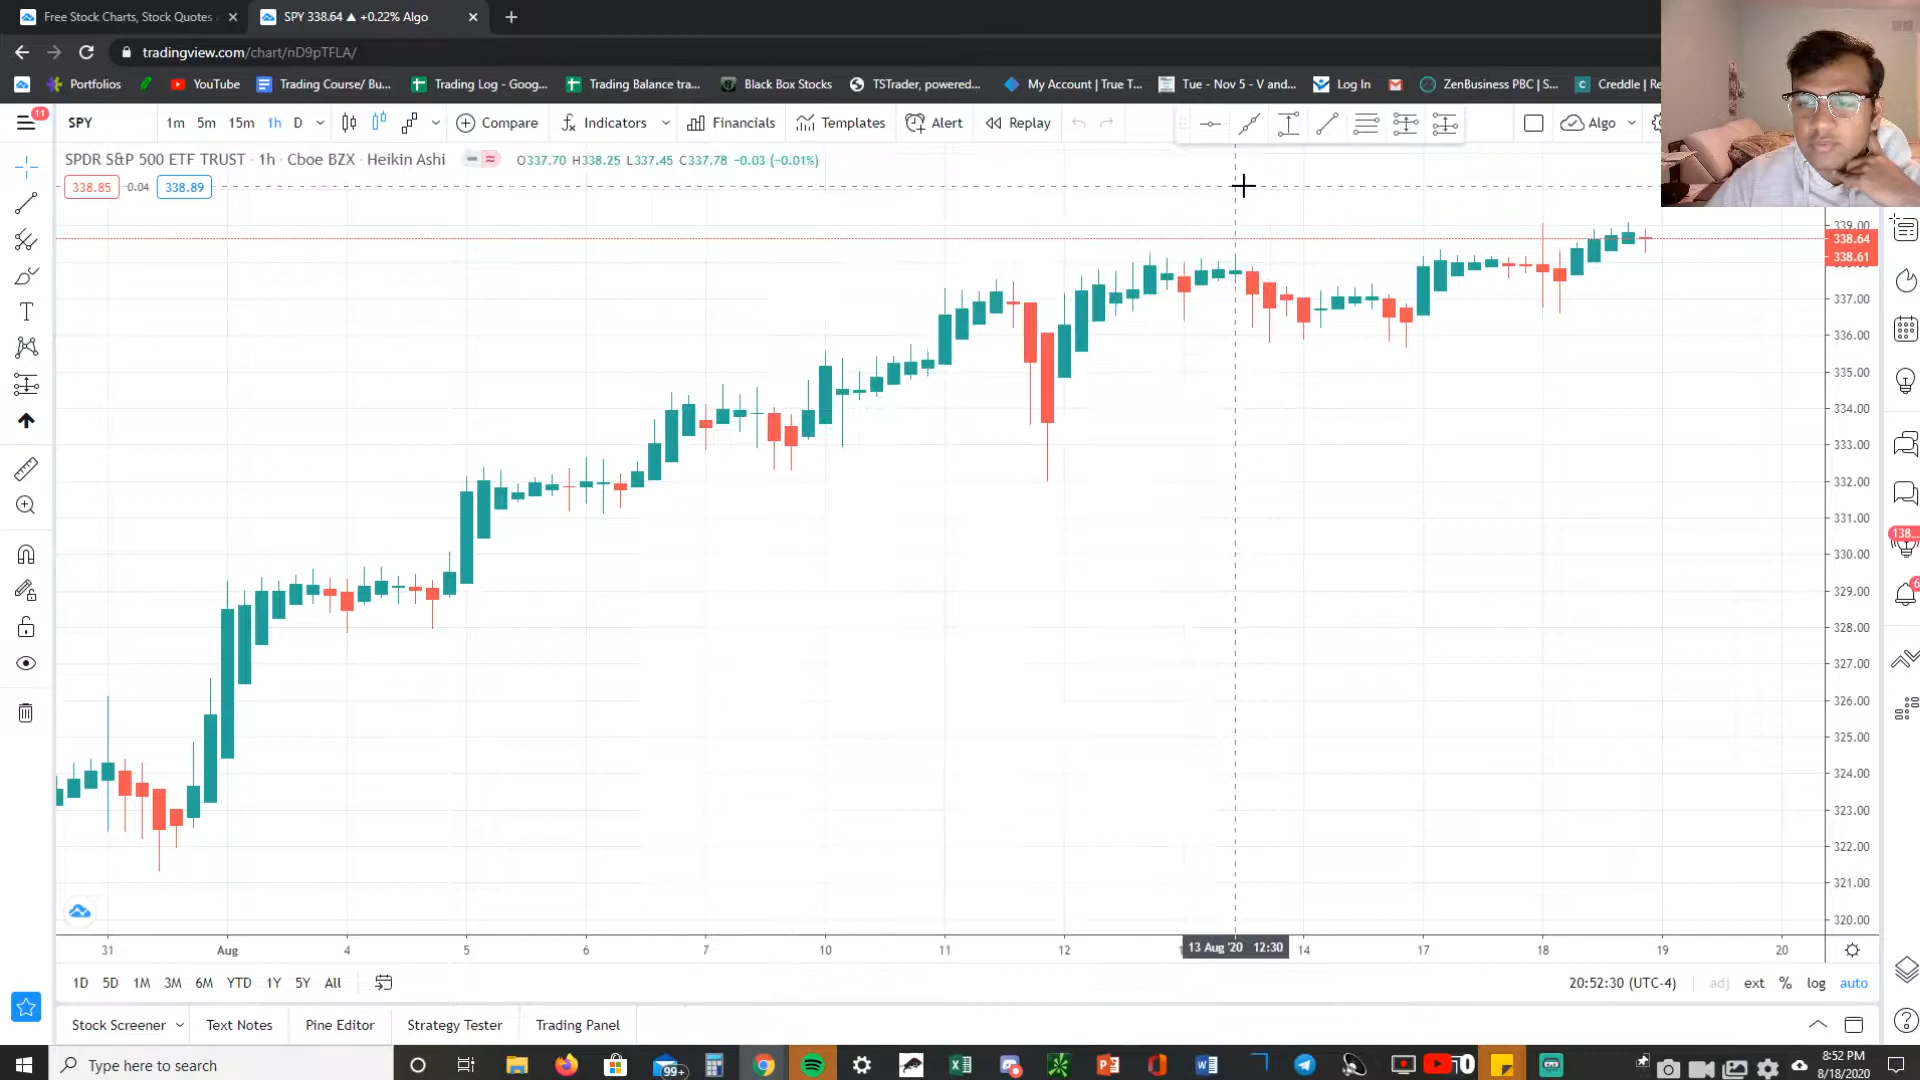 Free Stock Charts, Stock Quotes
SPY 338.64 ▲ +0.22% Algo
tradingview.com/chart/nD9pTFLA/
Portfolios
YouTube
Trading Course/ Bu...
Trading Log - Goog...
Trading Balance tra...
Black Box Stocks
TSTrader, powered...
My Account | True T...
Tue - Nov 5 - V and...
Log In
ZenBusiness PBC | S...
Creddle | Re
11
SPY
1m 5m 15m 1h D
Compare
Indicators
Financials
Templates
Alert
Replay
Algo
SPDR S&P 500 ETF TRUST · 1h · Cboe BZX · Heikin Ashi
O337.70 H338.25 L337.45 C337.78 −0.03 (−0.01%)
338.85 0.04 338.89
339.00
338.64
338.61
337.00
336.00
335.00
334.00
333.00
332.00
331.00
330.00
329.00
328.00
327.00
326.00
325.00
324.00
323.00
322.00
321.00
320.00
138...
6
31 Aug 4 5 6 7 10 11 12 13 Aug '20 12:30 14 17 18 19 20
1D 5D 1M 3M 6M YTD 1Y 5Y All
20:52:30 (UTC-4) adj ext % log auto
Stock Screener
Text Notes
Pine Editor
Strategy Tester
Trading Panel
Type here to search
99+
8:52 PM
8/18/2020